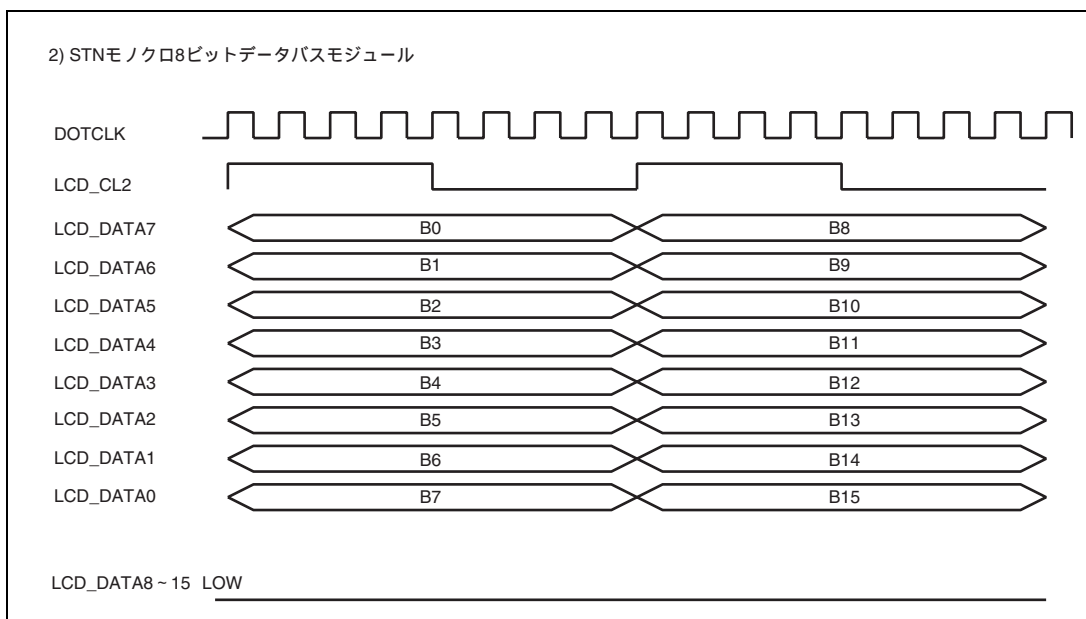 2) STNモノクロ8ビットデータバスモジュール
DOTCLK
LCD_CL2
LCD_DATA7 B0 B8
LCD_DATA6 B1 B9
LCD_DATA5 B2 B10
LCD_DATA4 B3 B11
LCD_DATA3 B4 B12
LCD_DATA2 B5 B13
LCD_DATA1 B6 B14
LCD_DATA0 B7 B15
LCD_DATA8~15 LOW